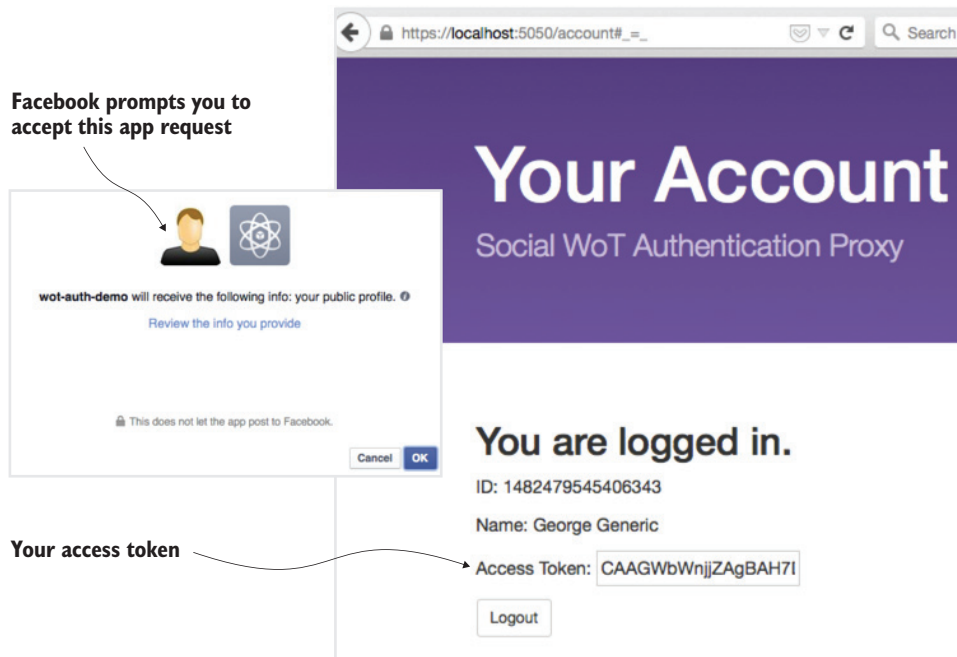 https://localhost:5050/account#_=_
Search
Facebook prompts you to
accept this app request
Your Account
Social WoT Authentication Proxy
wot-auth-demo will receive the following info: your public profile.
Review the info you provide
This does not let the app post to Facebook.
Cancel OK
You are logged in.
ID: 1482479545406343
Name: George Generic
Your access token
Access Token: CAAGWbWnjjZAgBAH7
Logout